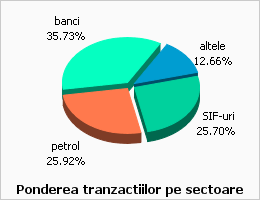 banci
35.73%
altele
12.66%
SIF-uri
25.70%
petrol
25.92%
Ponderea tranzactiilor pe sectoare